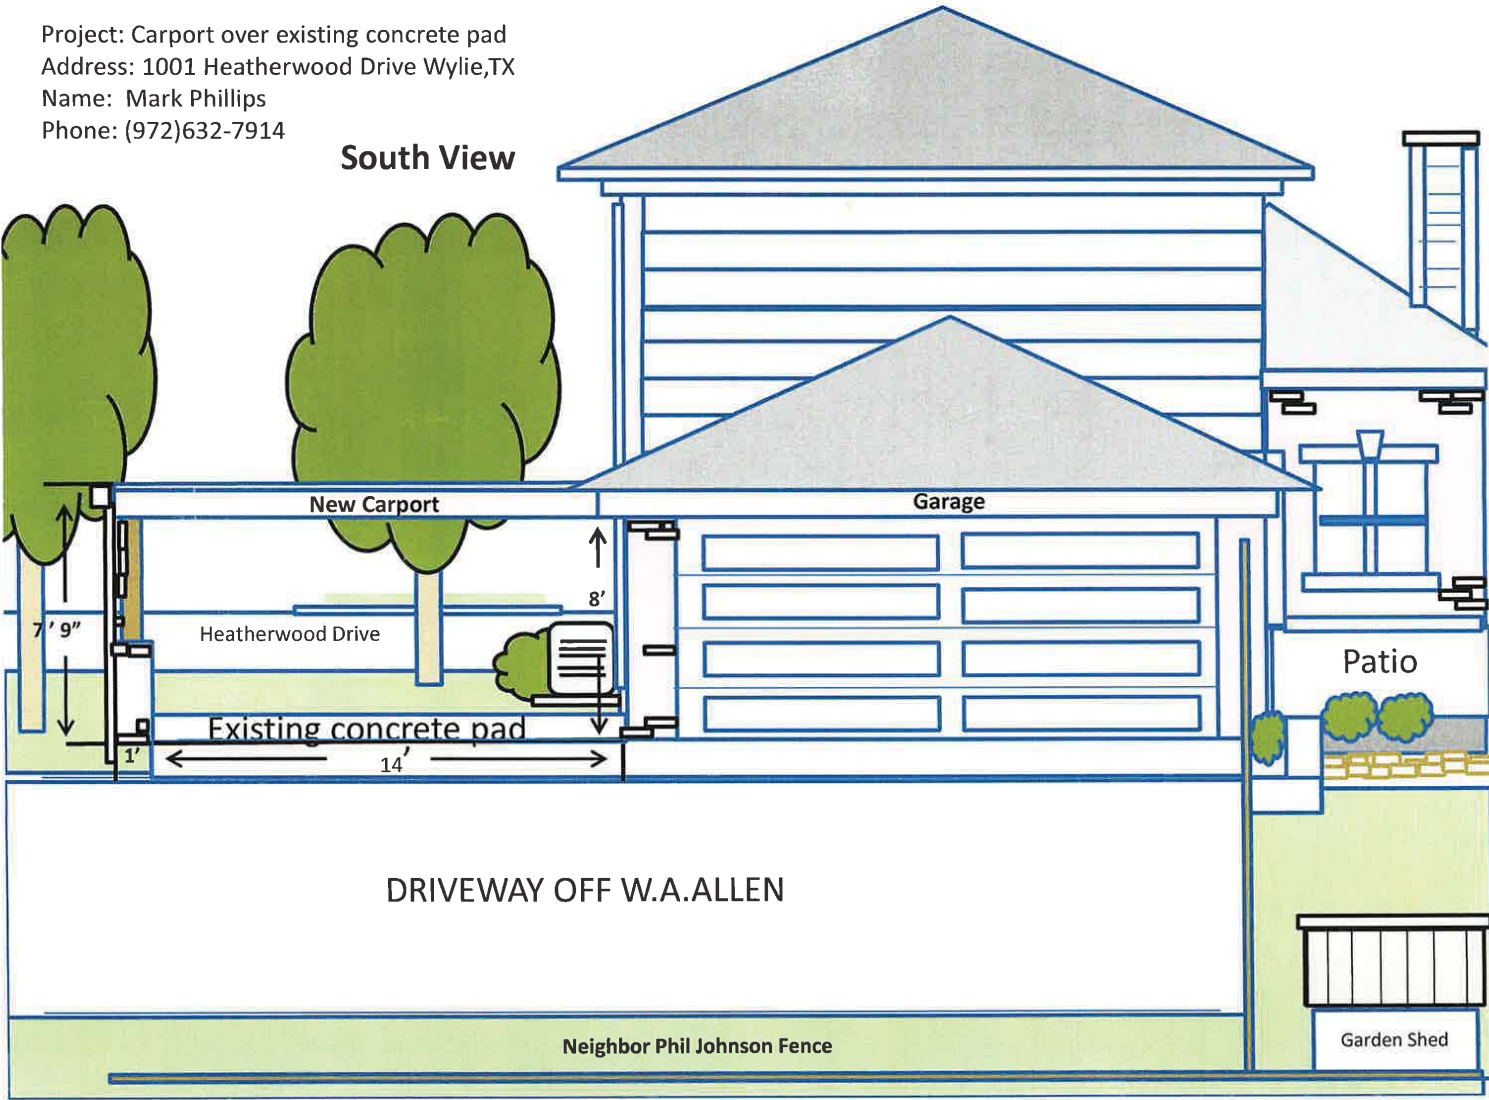 Project: Carport over existing concrete pad
Address: 1001 Heatherwood Drive Wylie,TX
Name: Mark Phillips
Phone: (972)632-7914
South View
New Carport
Garage
8'
7' 9"
Heatherwood Drive
Patio
Existing concrete pad
1'
14'
DRIVEWAY OFF W.A.ALLEN
Neighbor Phil Johnson Fence
Garden Shed